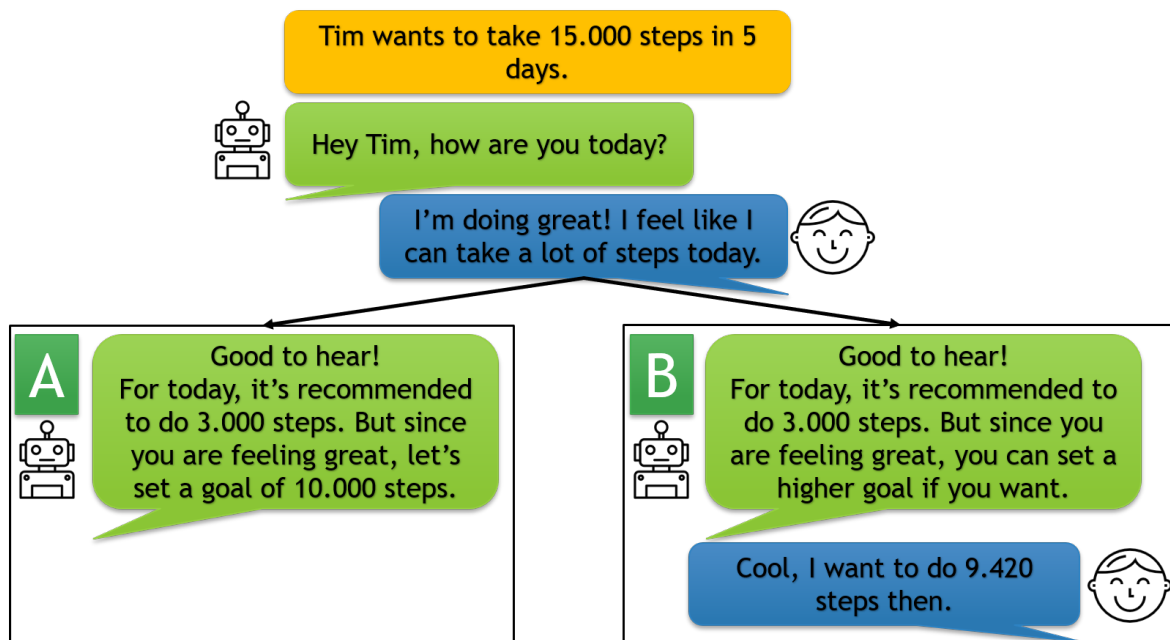 Tim wants to take 15.000 steps in 5
days.
Hey Tim, how are you today?
I'm doing great! I feel like I
can take a lot of steps today.
A
Good to hear!
For today, it's recommended
to do 3.000 steps. But since
you are feeling great, let's
set a goal of 10.000 steps.
B
Good to hear!
For today, it's recommended to
do 3.000 steps. But since you
are feeling great, you can set a
higher goal if you want.
Cool, I want to do 9.420
steps then.